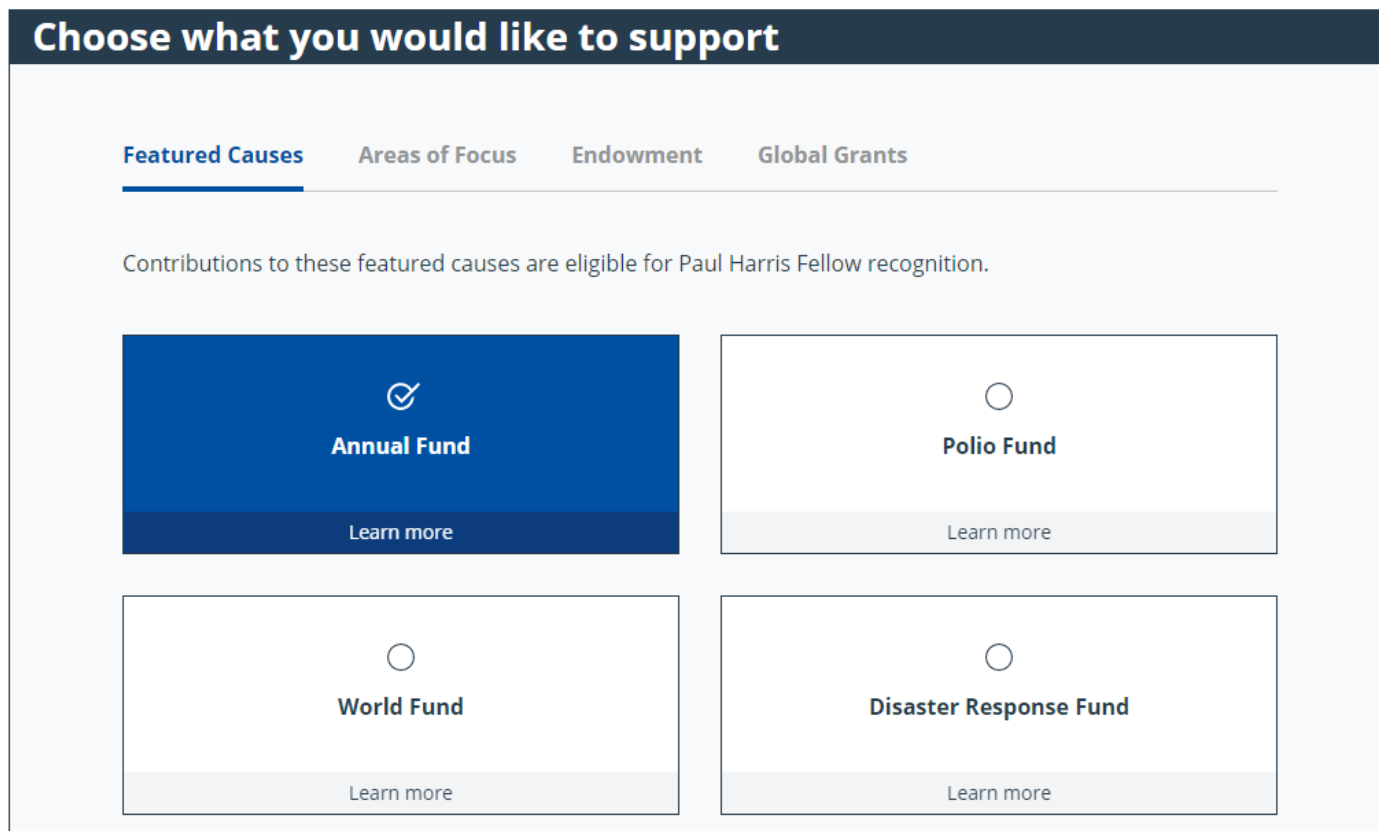 Choose what you would like to support
Featured Causes Areas of Focus Endowment Global Grants
Contributions to these featured causes are eligible for Paul Harris Fellow recognition.
Annual Fund
Learn more
Polio Fund
Learn more
World Fund
Learn more
Disaster Response Fund
Learn more